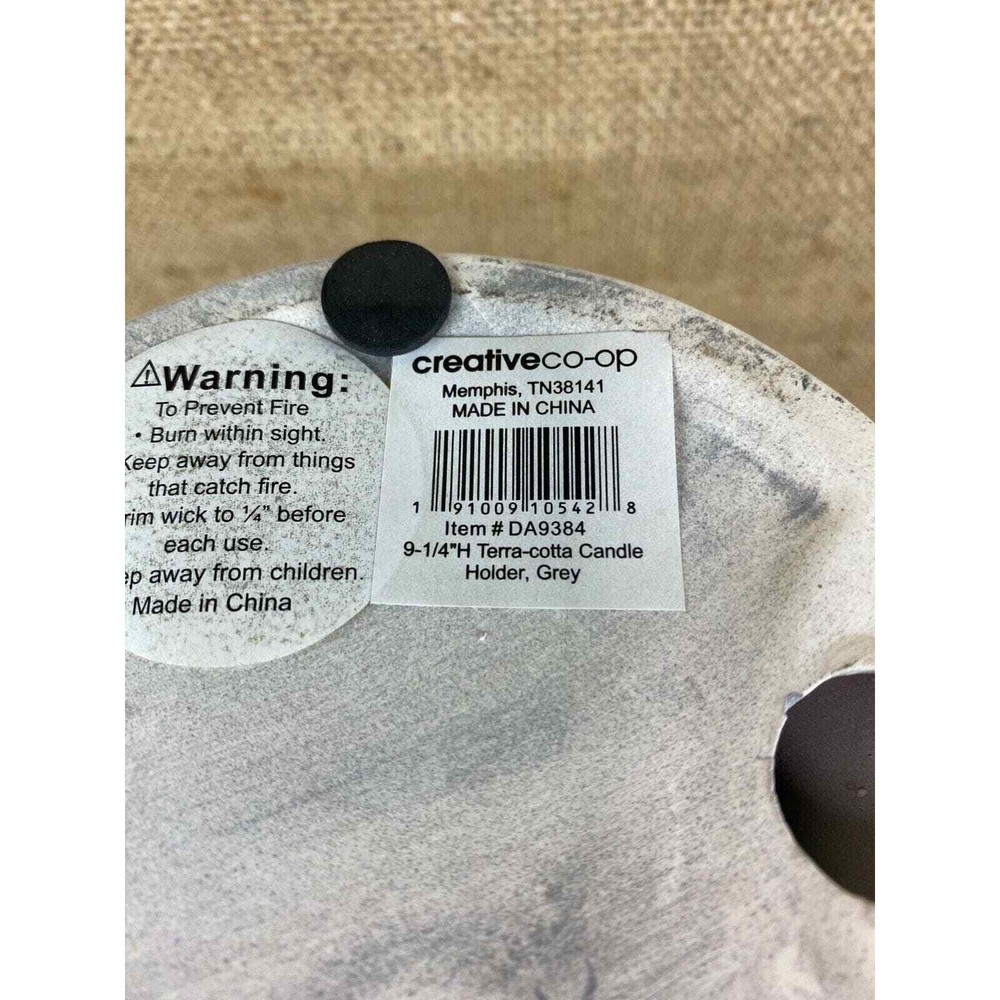 ⚠Warning:
To Prevent Fire
• Burn within sight.
Keep away from things
that catch fire.
rim wick to ¼" before
each use.
ep away from children.
Made in China
creativeco-op
Memphis, TN38141
MADE IN CHINA
1 91009 10542 8
Item # DA9384
9-1/4"H Terra-cotta Candle
Holder, Grey